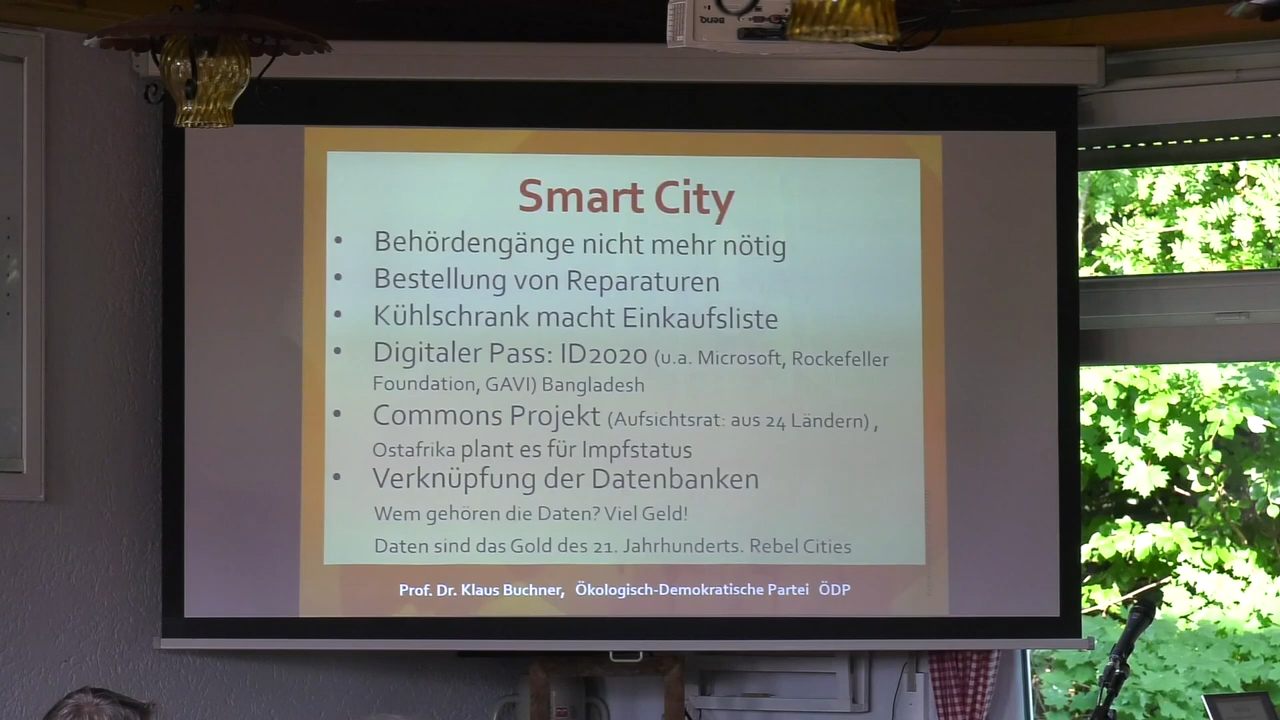 BenQ
Smart City
• Behördengänge nicht mehr nötig
• Bestellung von Reparaturen
• Kühlschrank macht Einkaufsliste
• Digitaler Pass: ID2020 (u.a. Microsoft, Rockefeller
Foundation, GAVI) Bangladesh
• Commons Projekt (Aufsichtsrat: aus 24 Ländern) ,
Ostafrika plant es für Impfstatus
• Verknüpfung der Datenbanken
Wem gehören die Daten? Viel Geld!
Daten sind das Gold des 21. Jahrhunderts. Rebel Cities
Prof. Dr. Klaus Buchner, Ökologisch-Demokratische Partei ÖDP